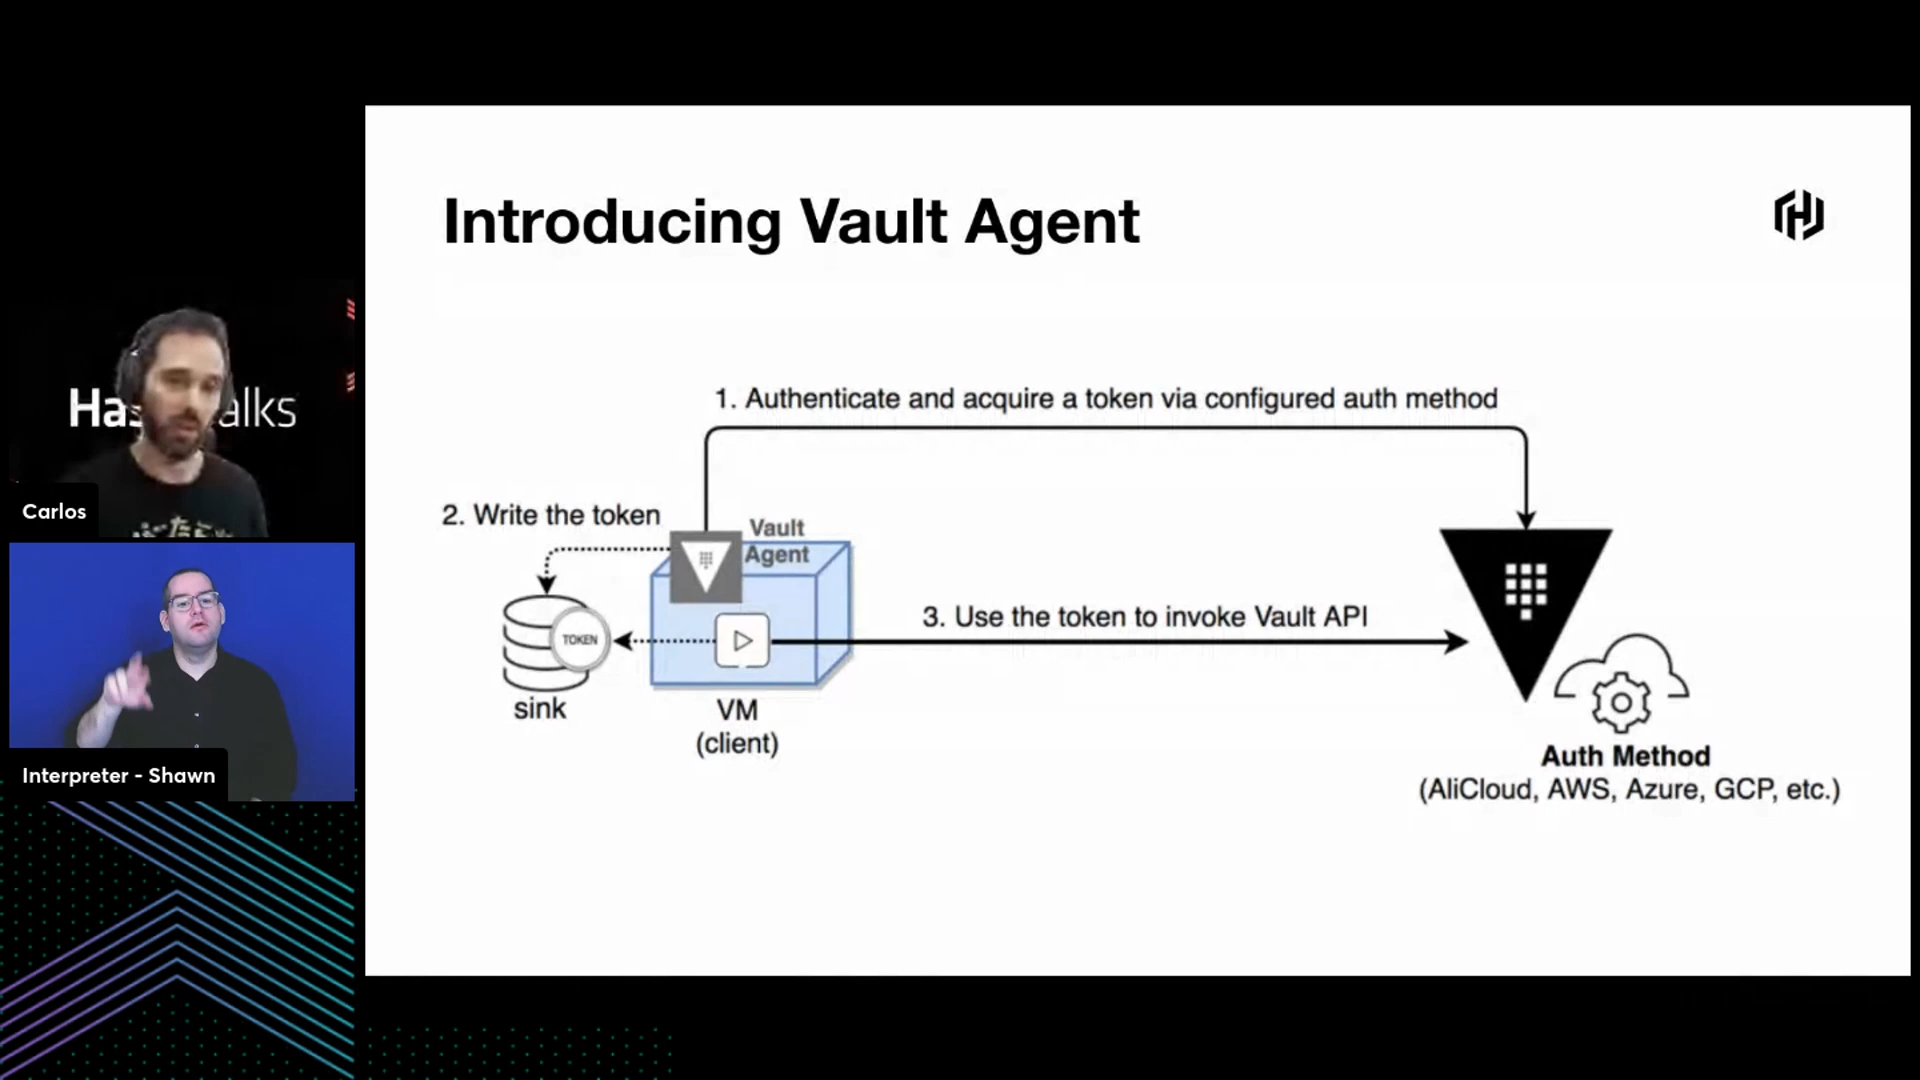 Introducing Vault Agent
1. Authenticate and acquire a token via configured auth method
2. Write the token
Vault
Agent
TOKEN
3. Use the token to invoke Vault API
sink
VM
(client)
Auth Method
(AliCloud, AWS, Azure, GCP, etc.)
Carlos
Interpreter - Shawn